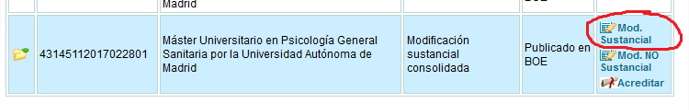 Madrid
BOE
43145112017022801
Máster Universitario en Psicología General
Sanitaria por la Universidad Autónoma de
Madrid
Modificación
sustancial
consolidada
Publicado en
BOE
Mod.
Sustancial
Mod. NO
Sustancial
Acreditar